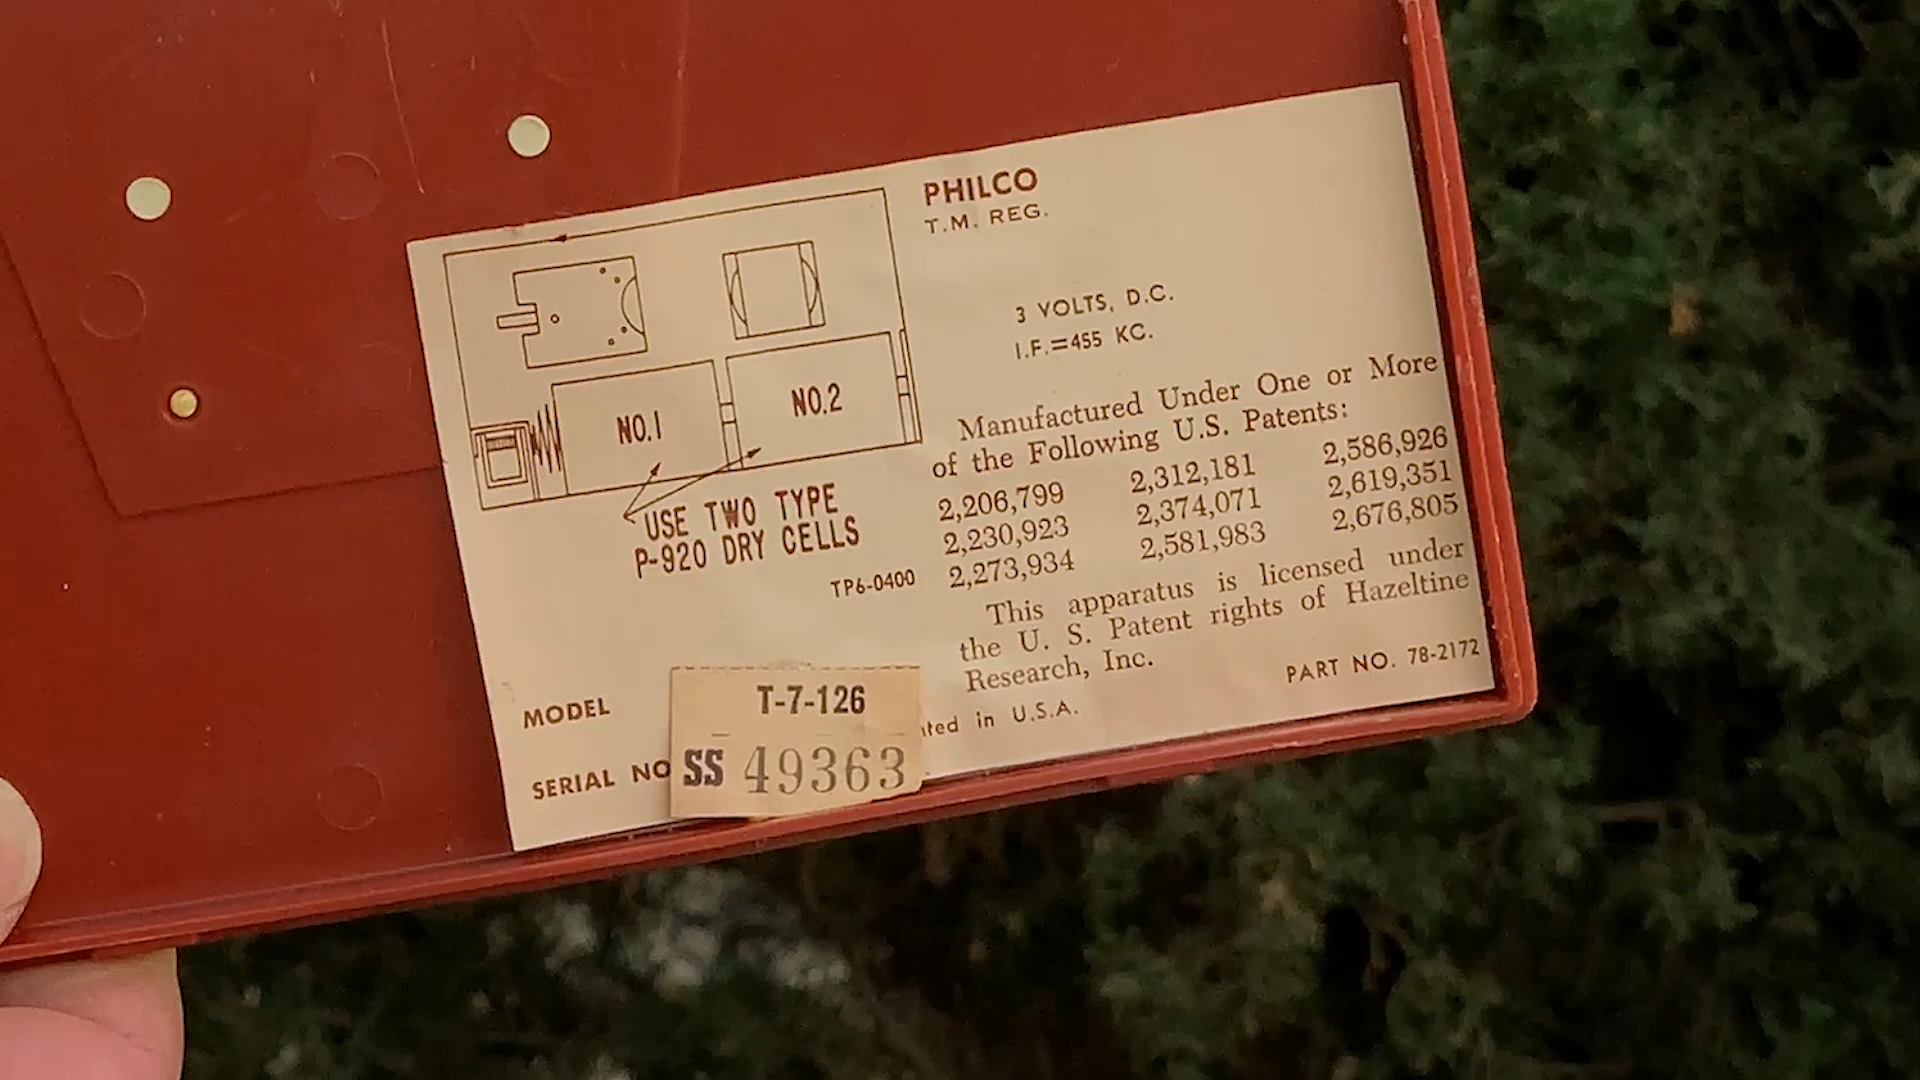 PHILCO
T.M. REG.
3 VOLTS, D.C.
I.F.=455 KC.
NO.1
NO.2
USE TWO TYPE
P-920 DRY CELLS
TP6-0400
Manufactured Under One or More
of the Following U.S. Patents:
2,206,799 2,312,181 2,586,926
2,230,923 2,374,071 2,619,351
2,273,934 2,581,983 2,676,805
This apparatus is licensed under
the U. S. Patent rights of Hazeltine
Research, Inc.
PART NO. 78-2172
MODEL T-7-126
SERIAL NO SS 49363
in U.S.A.